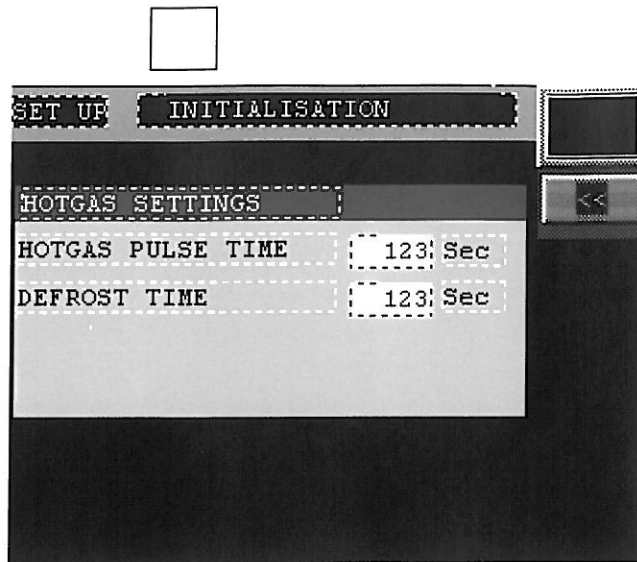 SET UP INITIALISATION
<<
HOTGAS SETTINGS
HOTGAS PULSE TIME 123 Sec
DEFROST TIME 123 Sec